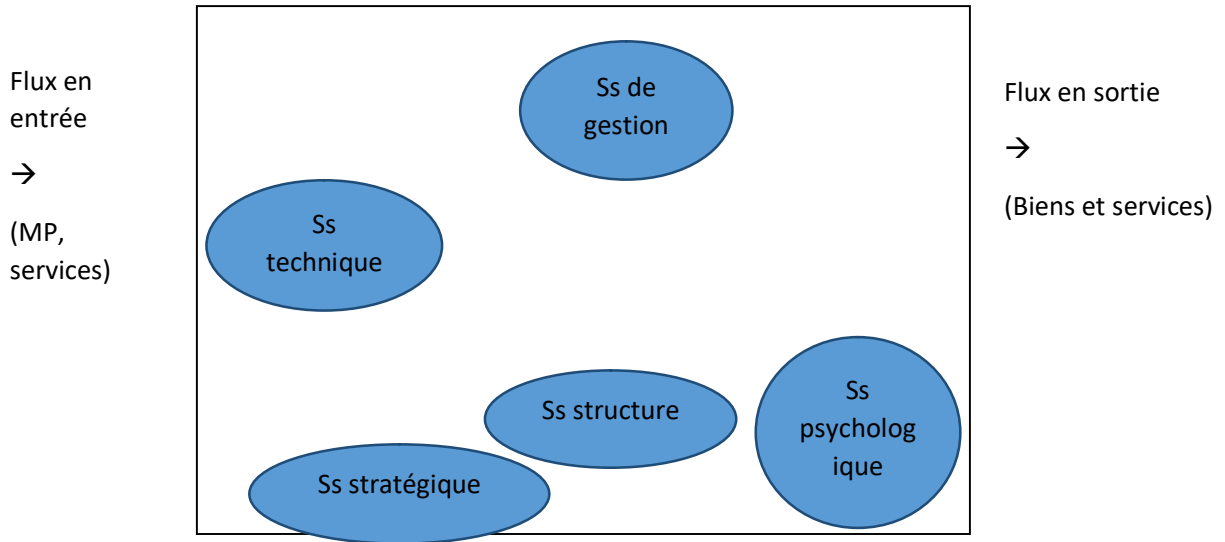 Flux en
entrée
→
(MP,
services)
Ss de
gestion
Ss
technique
Ss structure
Ss stratégique
Ss
psycholog
ique
Flux en sortie
→
(Biens et services)